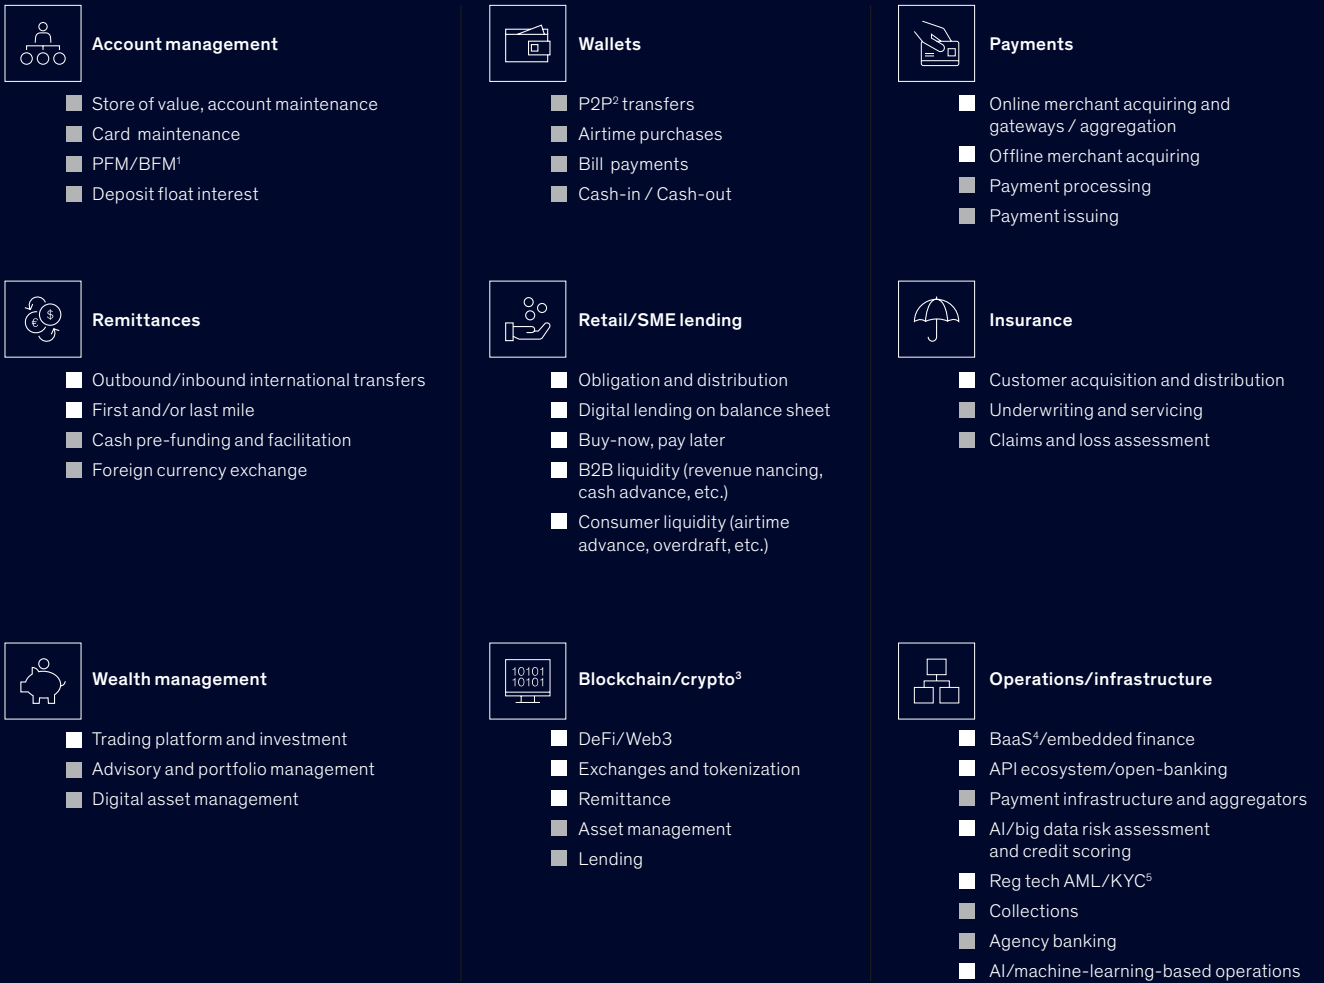 Account management
Store of value, account maintenance
Card maintenance
PFM/BFM¹
Deposit float interest
Wallets
P2P² transfers
Airtime purchases
Bill payments
Cash-in / Cash-out
Payments
Online merchant acquiring and
gateways / aggregation
Offline merchant acquiring
Payment processing
Payment issuing
€ $
Remittances
Outbound/inbound international transfers
First and/or last mile
Cash pre-funding and facilitation
Foreign currency exchange
Retail/SME lending
Obligation and distribution
Digital lending on balance sheet
Buy-now, pay later
B2B liquidity (revenue nancing,
cash advance, etc.)
Consumer liquidity (airtime
advance, overdraft, etc.)
Insurance
Customer acquisition and distribution
Underwriting and servicing
Claims and loss assessment
Wealth management
Trading platform and investment
Advisory and portfolio management
Digital asset management
10101
10101
Blockchain/crypto³
DeFi/Web3
Exchanges and tokenization
Remittance
Asset management
Lending
Operations/infrastructure
BaaS⁴/embedded finance
API ecosystem/open-banking
Payment infrastructure and aggregators
AI/big data risk assessment
and credit scoring
Reg tech AML/KYC⁵
Collections
Agency banking
AI/machine-learning-based operations